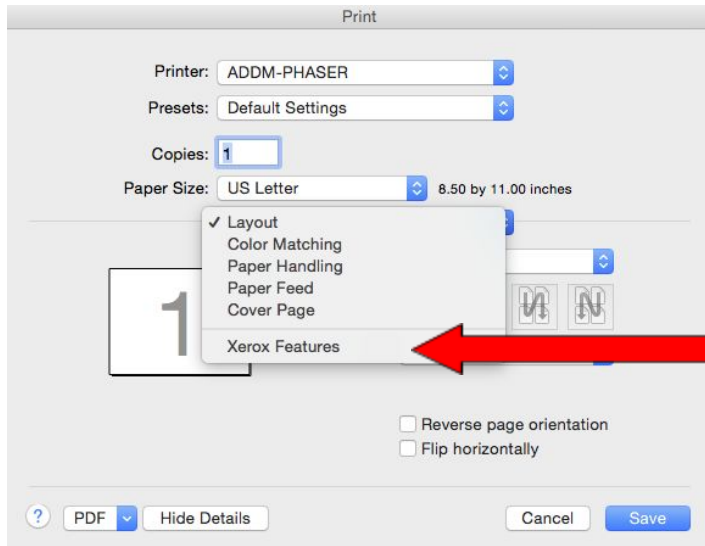 Print
Printer: ADDM-PHASER
Presets: Default Settings
Copies: 1
Paper Size: US Letter 8.50 by 11.00 inches
✓ Layout
Color Matching
Paper Handling
Paper Feed
Cover Page
Xerox Features
1
Reverse page orientation
Flip horizontally
? PDF Hide Details Cancel Save